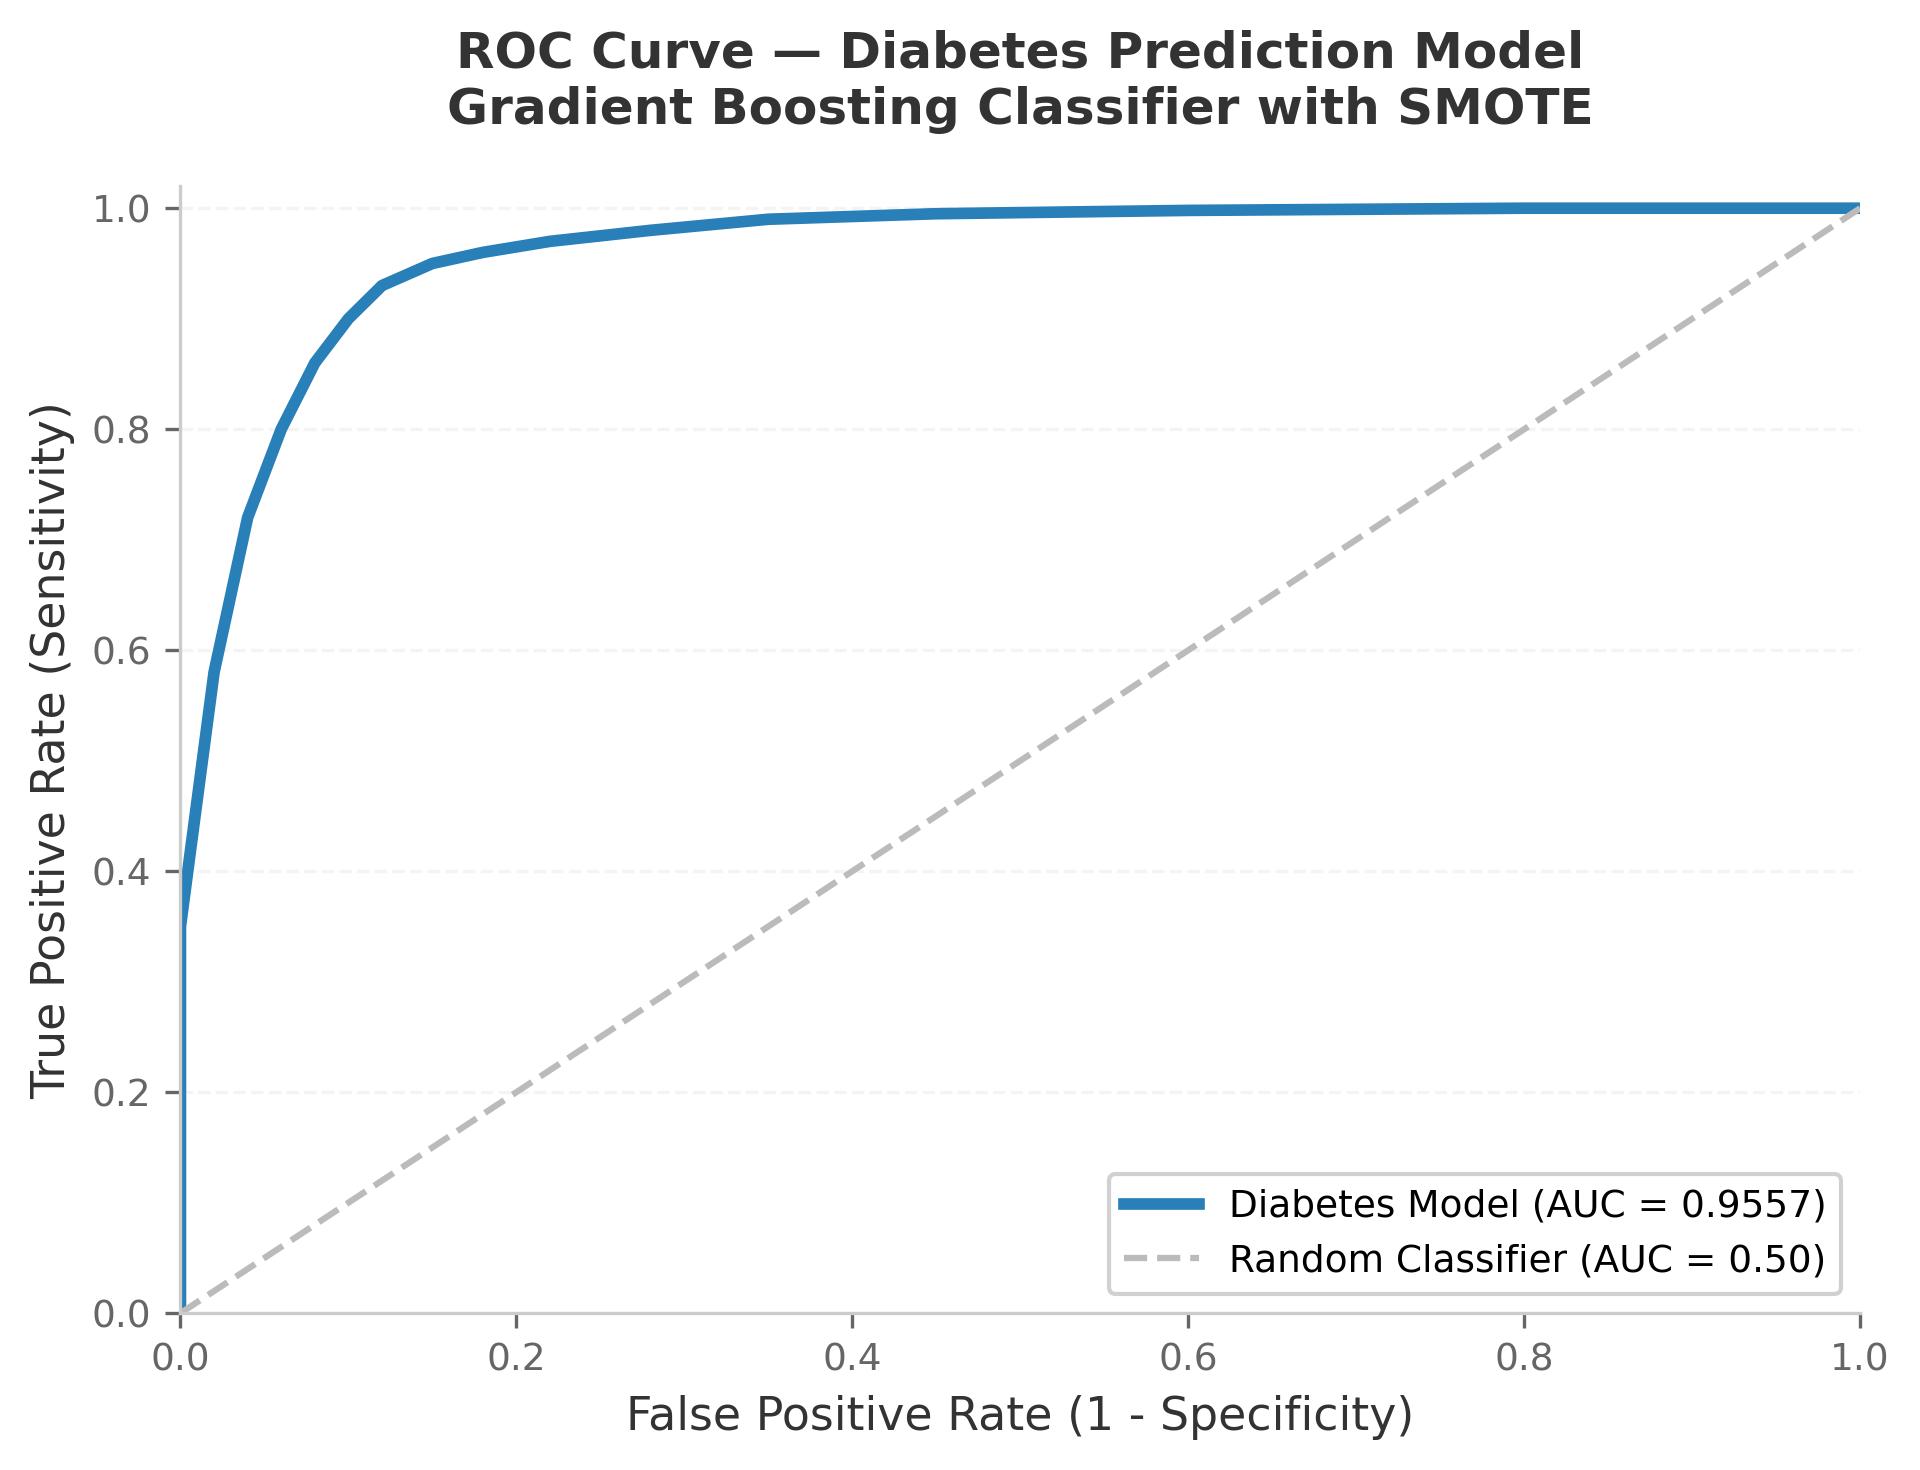 ROC Curve — Diabetes Prediction Model
Gradient Boosting Classifier with SMOTE
True Positive Rate (Sensitivity)
1.0
0.8
0.6
0.4
0.2
0.0
Diabetes Model (AUC = 0.9557)
Random Classifier (AUC = 0.50)
0.0 0.2 0.4 0.6 0.8 1.0
False Positive Rate (1 - Specificity)